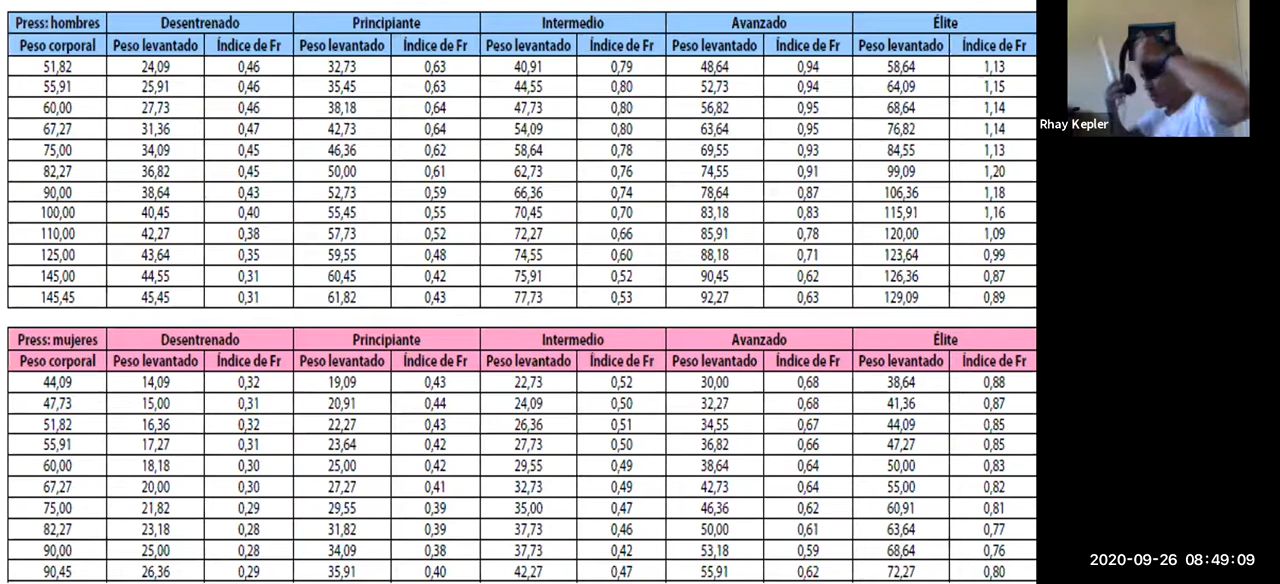 Press: hombres Desentrenado Principiante Intermedio Avanzado Élite
Peso corporal Peso levantado Índice de Fr Peso levantado Índice de Fr Peso levantado Índice de Fr Peso levantado Índice de Fr Peso levantado Índice de Fr
51,82 24,09 0,46 32,73 0,63 40,91 0,79 48,64 0,94 58,64 1,13
55,91 25,91 0,46 35,45 0,63 44,55 0,80 52,73 0,94 64,09 1,15
60,00 27,73 0,46 38,18 0,64 47,73 0,80 56,82 0,95 68,64 1,14
67,27 31,36 0,47 42,73 0,64 54,09 0,80 63,64 0,95 76,82 1,14
75,00 34,09 0,45 46,36 0,62 58,64 0,78 69,55 0,93 84,55 1,13
82,27 36,82 0,45 50,00 0,61 62,73 0,76 74,55 0,91 99,09 1,20
90,00 38,64 0,43 52,73 0,59 66,36 0,74 78,64 0,87 106,36 1,18
100,00 40,45 0,40 55,45 0,55 70,45 0,70 83,18 0,83 115,91 1,16
110,00 42,27 0,38 57,73 0,52 72,27 0,66 85,91 0,78 120,00 1,09
125,00 43,64 0,35 59,55 0,48 74,55 0,60 88,18 0,71 123,64 0,99
145,00 44,55 0,31 60,45 0,42 75,91 0,52 90,45 0,62 126,36 0,87
145,45 45,45 0,31 61,82 0,43 77,73 0,53 92,27 0,63 129,09 0,89
Press: mujeres Desentrenado Principiante Intermedio Avanzado Élite
Peso corporal Peso levantado Índice de Fr Peso levantado Índice de Fr Peso levantado Índice de Fr Peso levantado Índice de Fr Peso levantado Índice de Fr
44,09 14,09 0,32 19,09 0,43 22,73 0,52 30,00 0,68 38,64 0,88
47,73 15,00 0,31 20,91 0,44 24,09 0,50 32,27 0,68 41,36 0,87
51,82 16,36 0,32 22,27 0,43 26,36 0,51 34,55 0,67 44,09 0,85
55,91 17,27 0,31 23,64 0,42 27,73 0,50 36,82 0,66 47,27 0,85
60,00 18,18 0,30 25,00 0,42 29,55 0,49 38,64 0,64 50,00 0,83
67,27 20,00 0,30 27,27 0,41 32,73 0,49 42,73 0,64 55,00 0,82
75,00 21,82 0,29 29,55 0,39 35,00 0,47 46,36 0,62 60,91 0,81
82,27 23,18 0,28 31,82 0,39 37,73 0,46 50,00 0,61 63,64 0,77
90,00 25,00 0,28 34,09 0,38 37,73 0,42 53,18 0,59 68,64 0,76
90,45 26,36 0,29 35,91 0,40 42,27 0,47 55,91 0,62 72,27 0,80
Rhay Kepler
2020-09-26 08:49:09